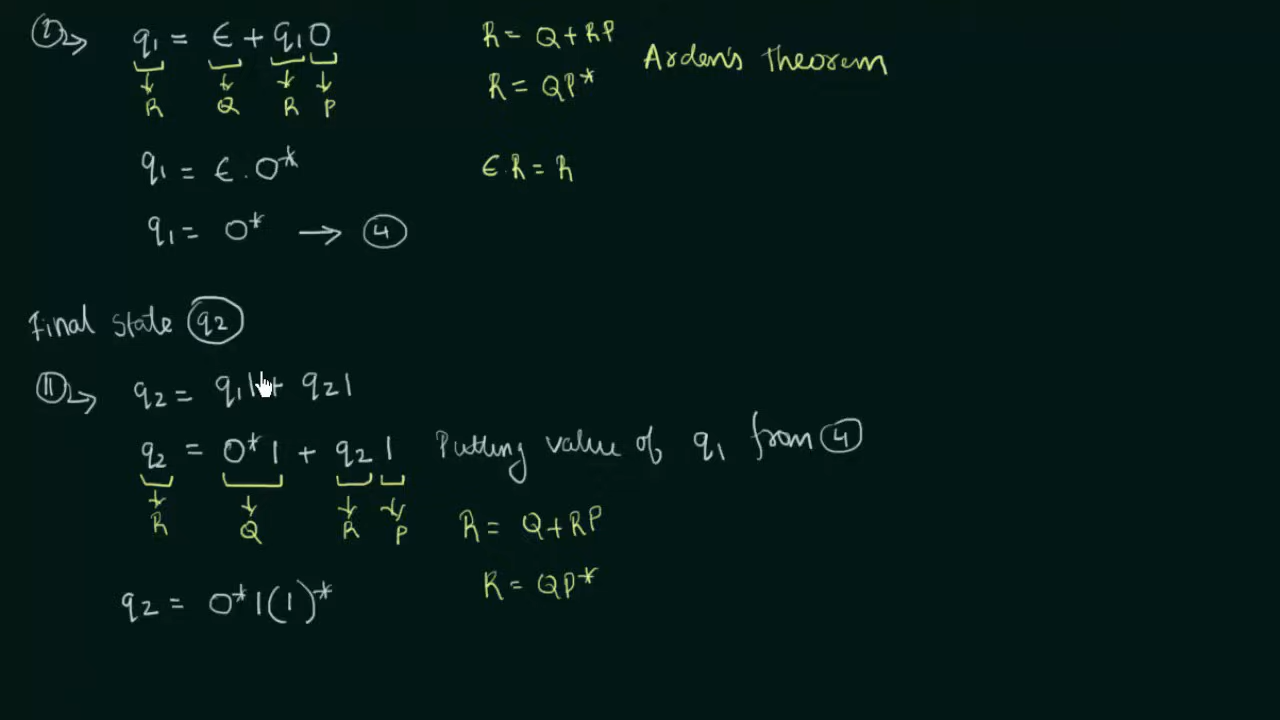 I → q1 = ε + q1 0
R Q R P
R = Q + RP
R = QP*
Arden's theorem
q1 = ε . 0*
ε.R = R
q1 = 0* → 4
Final state q2
II → q2 = q1 1 + q2 1
q2 = 0*1 + q2 1 Putting value of q1 from 4
R Q R P
R = Q + RP
R = QP*
q2 = 0*1(1)*